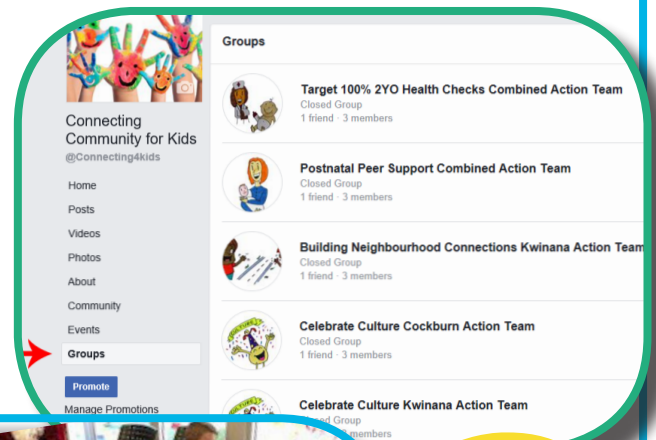 Connecting
Community for Kids
@Connecting4kids
Home
Posts
Videos
Photos
About
Community
Events
Groups
Promote
Manage Promotions
Groups
Target 100% 2YO Health Checks Combined Action Team
Closed Group
1 friend · 3 members
Postnatal Peer Support Combined Action Team
Closed Group
1 friend · 3 members
Building Neighbourhood Connections Kwinana Action Team
Closed Group
1 friend · 3 members
Celebrate Culture Cockburn Action Team
Closed Group
1 friend · 3 members
Celebrate Culture Kwinana Action Team
Group
members